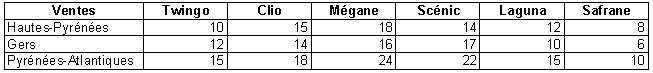 Ventes Twingo Clio Mégane Scénic Laguna Safrane
Hautes-Pyrénées 10 15 18 14 12 8
Gers 12 14 16 17 10 6
Pyrénées-Atlantiques 15 18 24 22 15 10